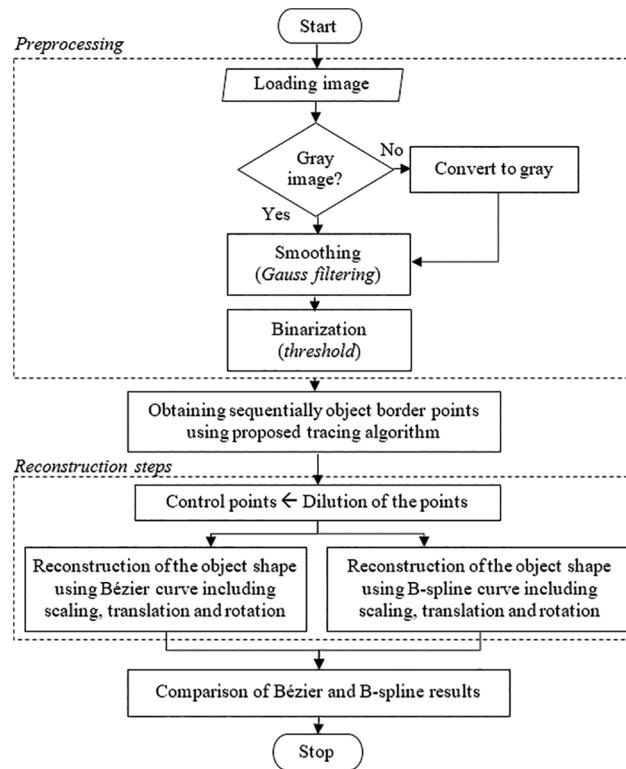 Start
Preprocessing
Loading image
Gray
image?
No
Convert to gray
Yes
Smoothing
(Gauss filtering)
Binarization
(threshold)
Obtaining sequentially object border points
using proposed tracing algorithm
Reconstruction steps
Control points ← Dilution of the points
Reconstruction of the object shape
using Bézier curve including
scaling, translation and rotation
Reconstruction of the object shape
using B-spline curve including
scaling, translation and rotation
Comparison of Bézier and B-spline results
Stop